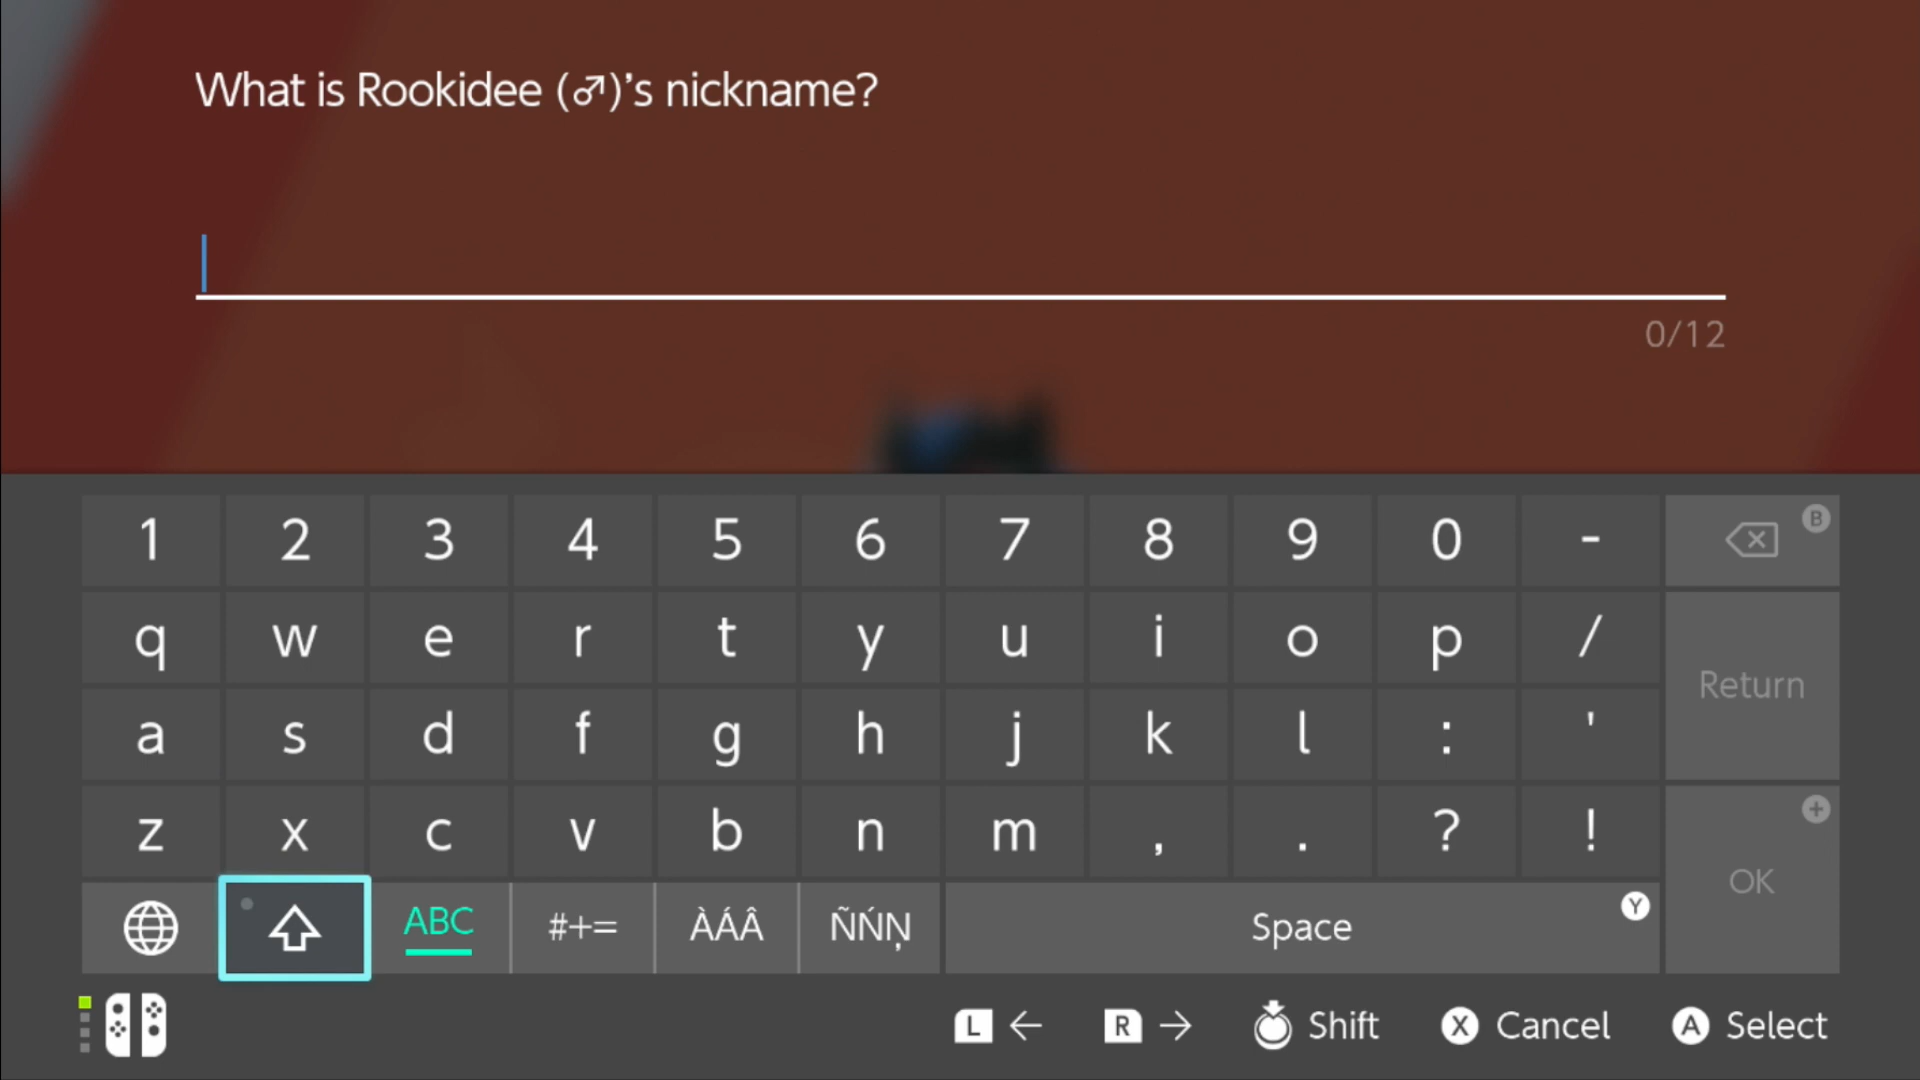 What is Rookidee (♂)'s nickname?
0/12
1 2 3 4 5 6 7 8 9 0 - B
q w e r t y u i o p /
Return
a s d f g h j k l : '
z x c v b n m , . ? ! +
OK
ABC #+= ÀÁÂ ÑŃŅ Space Y
L ← R → Shift X Cancel A Select